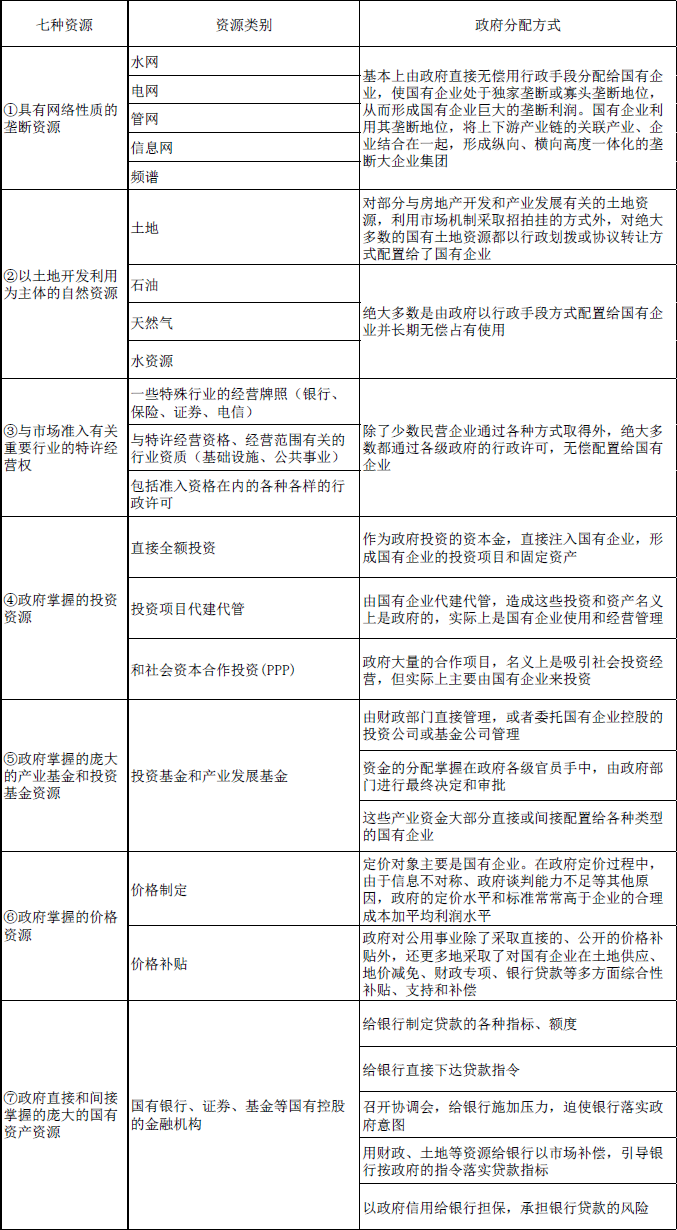 七种资源
资源类别
政府分配方式
①具有网络性质的
垄断资源
水网
电网
管网
信息网
频谱
基本上由政府直接无偿用行政手段分配给国有企
业，使国有企业处于独家垄断或寡头垄断地位，
从而形成国有企业巨大的垄断利润。国有企业利
用其垄断地位，将上下游产业链的关联产业、企
业结合在一起，形成纵向、横向高度一体化的垄
断大企业集团
②以土地开发利用
为主体的自然资源
土地
对部分与房地产开发和产业发展有关的土地资
源，利用市场机制采取招拍挂的方式外，对绝大
多数的国有土地资源都以行政划拨或协议转让方
式配置给了国有企业
石油
天然气
水资源
绝大多数是由政府以行政手段方式配置给国有企
业并长期无偿占有使用
③与市场准入有关
重要行业的特许经
营权
一些特殊行业的经营牌照（银行、
保险、证券、电信）
与特许经营资格、经营范围有关的
行业资质（基础设施、公共事业）
包括准入资格在内的各种各样的行
政许可
除了少数民营企业通过各种方式取得外，绝大多
数都通过各级政府的行政许可，无偿配置给国有
企业
④政府掌握的投资
资源
直接全额投资
作为政府投资的资本金，直接注入国有企业，形
成国有企业的投资项目和固定资产
投资项目代建代管
由国有企业代建代管，造成这些投资和资产名义
上是政府的，实际上是国有企业使用和经营管理
和社会资本合作投资(PPP)
政府大量的合作项目，名义上是吸引社会投资经
营，但实际上主要由国有企业来投资
⑤政府掌握的庞大
的产业基金和投资
基金资源
投资基金和产业发展基金
由财政部门直接管理，或者委托国有企业控股的
投资公司或基金公司管理
资金的分配掌握在政府各级官员手中，由政府部
门进行最终决定和审批
这些产业资金大部分直接或间接配置给各种类型
的国有企业
⑥政府掌握的价格
资源
价格制定
定价对象主要是国有企业。在政府定价过程中，
由于信息不对称、政府谈判能力不足等其他原
因，政府的定价水平和标准常常高于企业的合理
成本加平均利润水平
价格补贴
政府对公用事业除了采取直接的、公开的价格补
贴外，还更多地采取了对国有企业在土地供应、
地价减免、财政专项、银行贷款等多方面综合性
补贴、支持和补偿
⑦政府直接和间接
掌握的庞大的国有
资产资源
国有银行、证券、基金等国有控股
的金融机构
给银行制定贷款的各种指标、额度
给银行直接下达贷款指令
召开协调会，给银行施加压力，迫使银行落实政
府意图
用财政、土地等资源给银行以市场补偿，引导银
行按政府的指令落实贷款指标
以政府信用给银行担保，承担银行贷款的风险